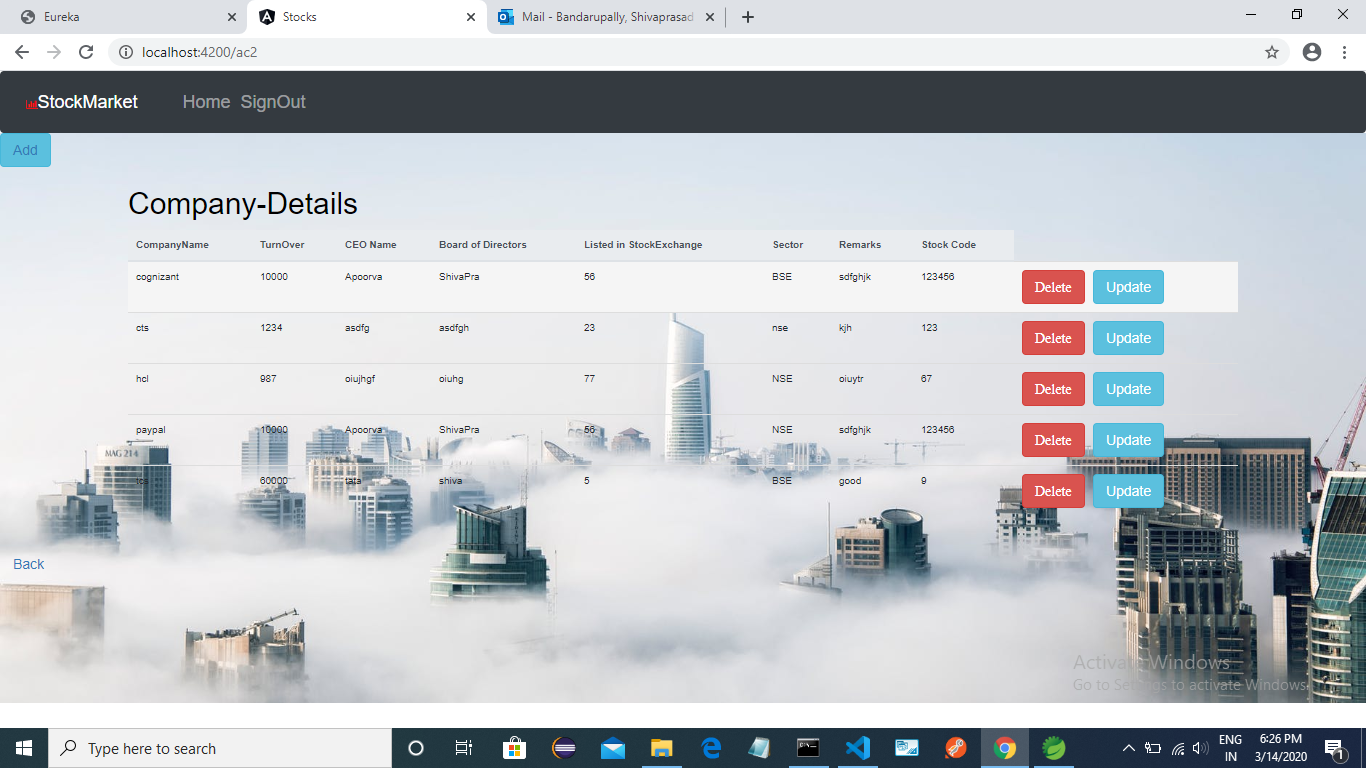 Eureka
Stocks
Mail - Bandarupally, Shivaprasad
localhost:4200/ac2
StockMarket Home SignOut
Add
Company-Details
CompanyName TurnOver CEO Name Board of Directors Listed in StockExchange Sector Remarks Stock Code
cognizant 10000 Apoorva ShivaPra 56 BSE sdfghjk 123456 Delete Update
cts 1234 asdfg asdfgh 23 nse kjh 123 Delete Update
hcl 987 oiujhgf oiuhg 77 NSE oiuytr 67 Delete Update
paypal 10000 Apoorva ShivaPra 56 NSE sdfghjk 123456 Delete Update
tcs 60000 tata shiva 5 BSE good 9 Delete Update
MAG 214
Back
Activate Windows
Go to Settings to activate Windows.
Type here to search
ENG
IN
6:26 PM
3/14/2020
1